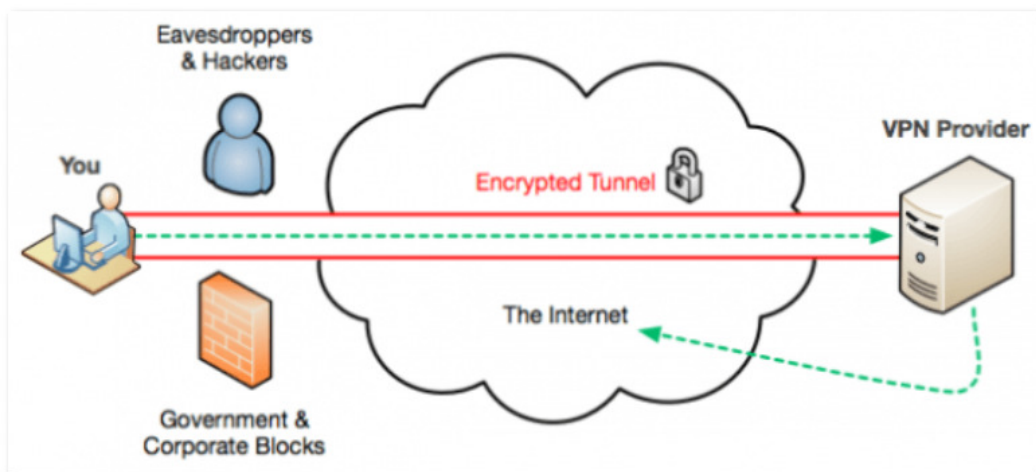 Eavesdroppers
& Hackers
VPN Provider
You
Encrypted Tunnel
The Internet
Government &
Corporate Blocks